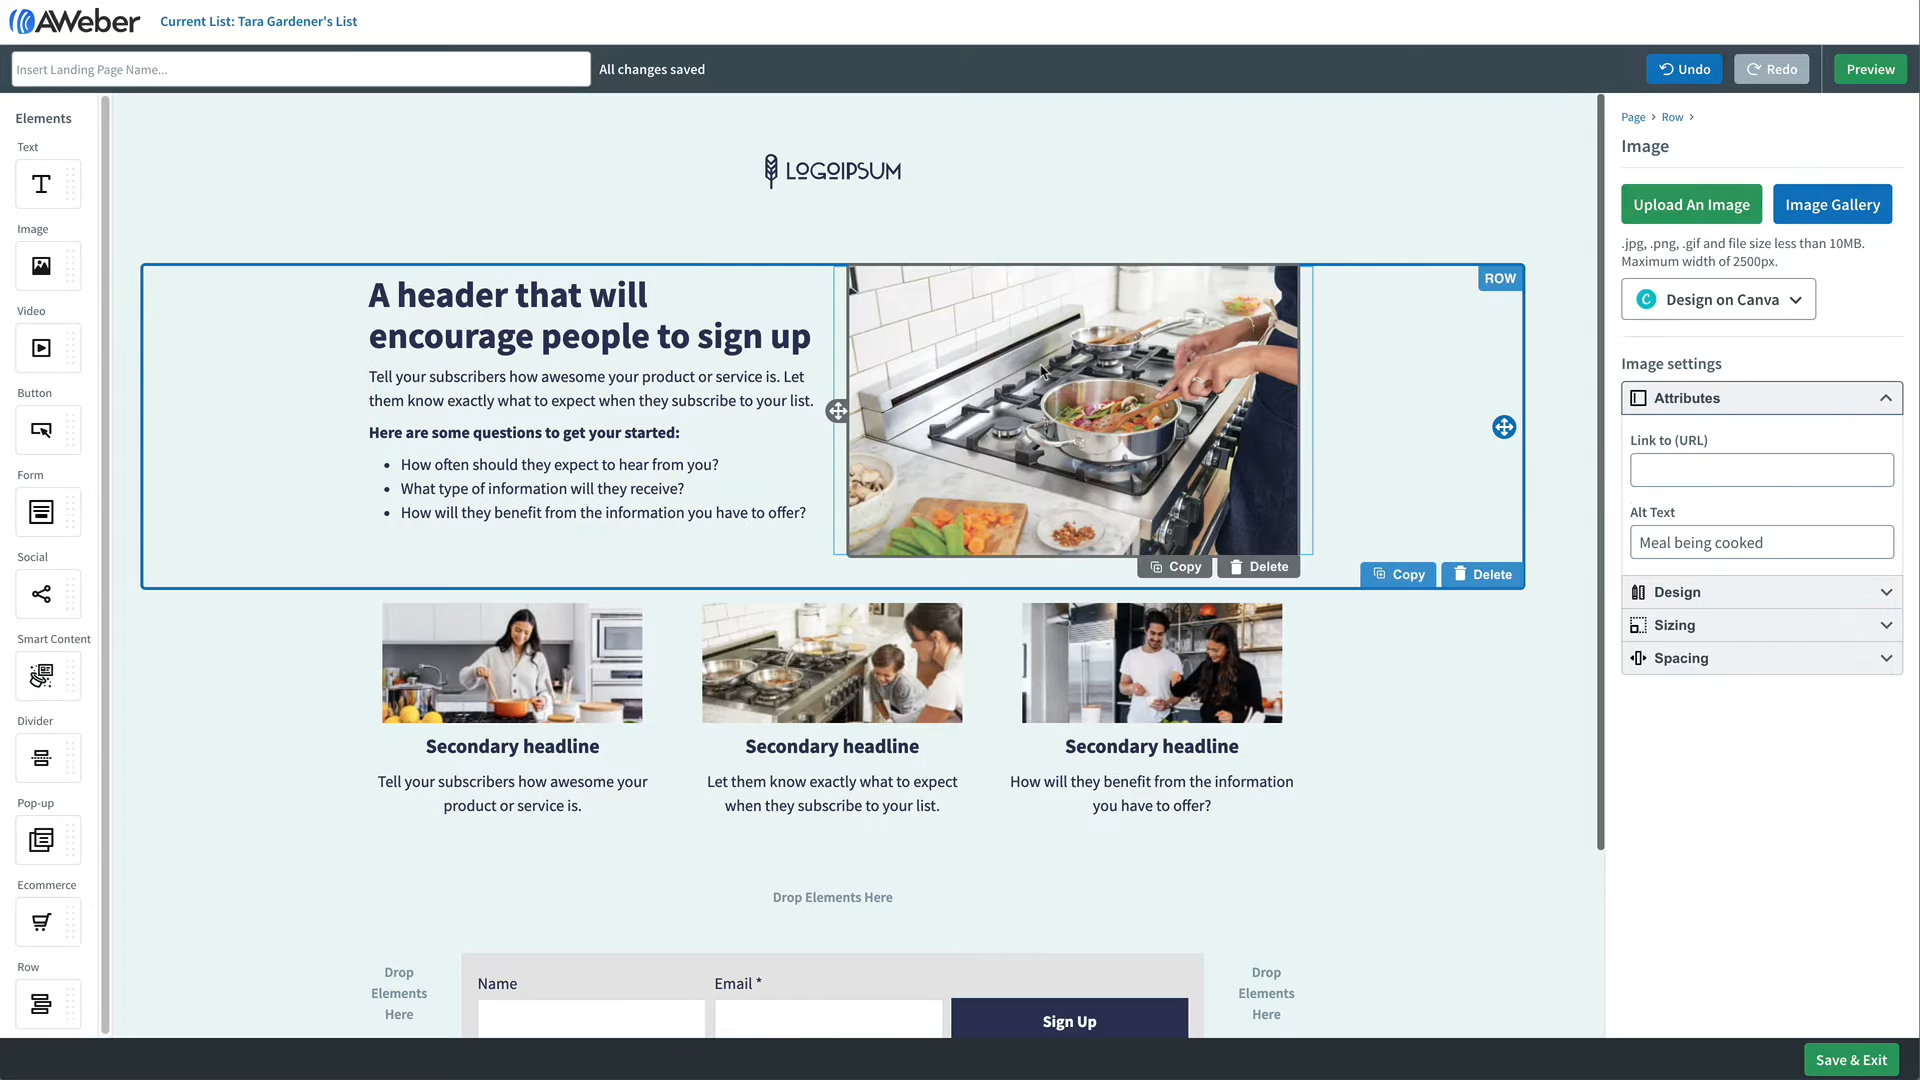 AWeber
Current List: Tara Gardener's List
Insert Landing Page Name...
All changes saved
Undo
Redo
Preview
Elements
Text
Image
Video
Button
Form
Social
Smart Content
Divider
Pop-up
Ecommerce
Row
LOGOIPSUM
ROW
A header that will
encourage people to sign up
Tell your subscribers how awesome your product or service is. Let
them know exactly what to expect when they subscribe to your list.
Here are some questions to get your started:
• How often should they expect to hear from you?
• What type of information will they receive?
• How will they benefit from the information you have to offer?
Copy
Delete
Copy
Delete
Secondary headline
Tell your subscribers how awesome your
product or service is.
Secondary headline
Let them know exactly what to expect
when they subscribe to your list.
Secondary headline
How will they benefit from the information
you have to offer?
Drop Elements Here
Drop
Elements
Here
Name
Email *
Sign Up
Drop
Elements
Here
Page > Row >
Image
Upload An Image
Image Gallery
.jpg, .png, .gif and file size less than 10MB.
Maximum width of 2500px.
C Design on Canva
Image settings
Attributes
Link to (URL)
Alt Text
Meal being cooked
Design
Sizing
Spacing
Save & Exit